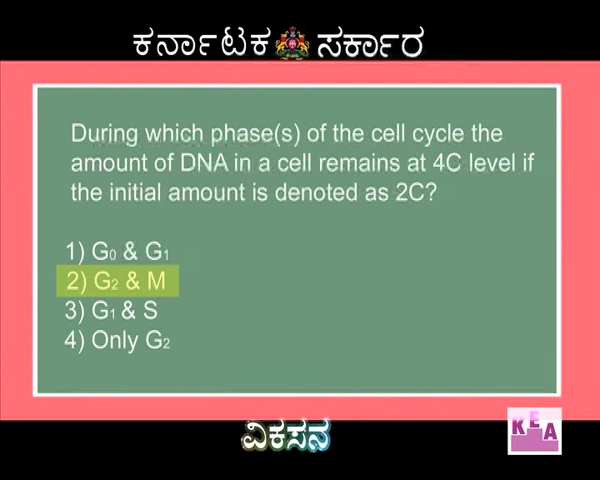 ಕರ್ನಾಟಕ ಸರ್ಕಾರ
During which phase(s) of the cell cycle the
amount of DNA in a cell remains at 4C level if
the initial amount is denoted as 2C?
1) G₀ & G₁
2) G₂ & M
3) G₁ & S
4) Only G₂
ವಿಕಸನ
KEA